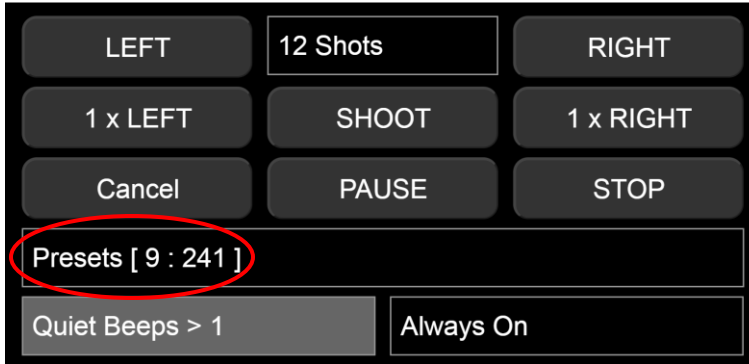 LEFT
12 Shots
RIGHT
1 x LEFT
SHOOT
1 x RIGHT
Cancel
PAUSE
STOP
Presets [ 9 : 241 ]
Quiet Beeps > 1
Always On